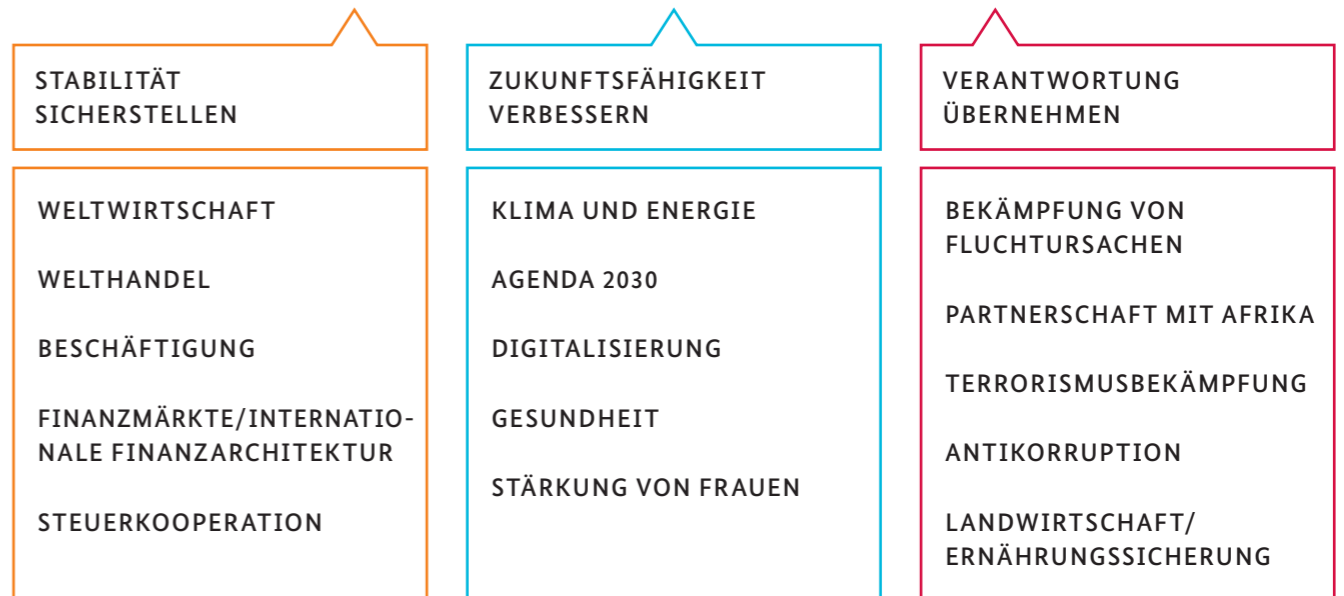 STABILITÄT
SICHERSTELLEN
WELTWIRTSCHAFT
WELTHANDEL
BESCHÄFTIGUNG
FINANZMÄRKTE/INTERNATIO-
NALE FINANZARCHITEKTUR
STEUERKOOPERATION
ZUKUNFTSFÄHIGKEIT
VERBESSERN
KLIMA UND ENERGIE
AGENDA 2030
DIGITALISIERUNG
GESUNDHEIT
STÄRKUNG VON FRAUEN
VERANTWORTUNG
ÜBERNEHMEN
BEKÄMPFUNG VON
FLUCHTURSACHEN
PARTNERSCHAFT MIT AFRIKA
TERRORISMUSBEKÄMPFUNG
ANTIKORRUPTION
LANDWIRTSCHAFT/
ERNÄHRUNGSSICHERUNG